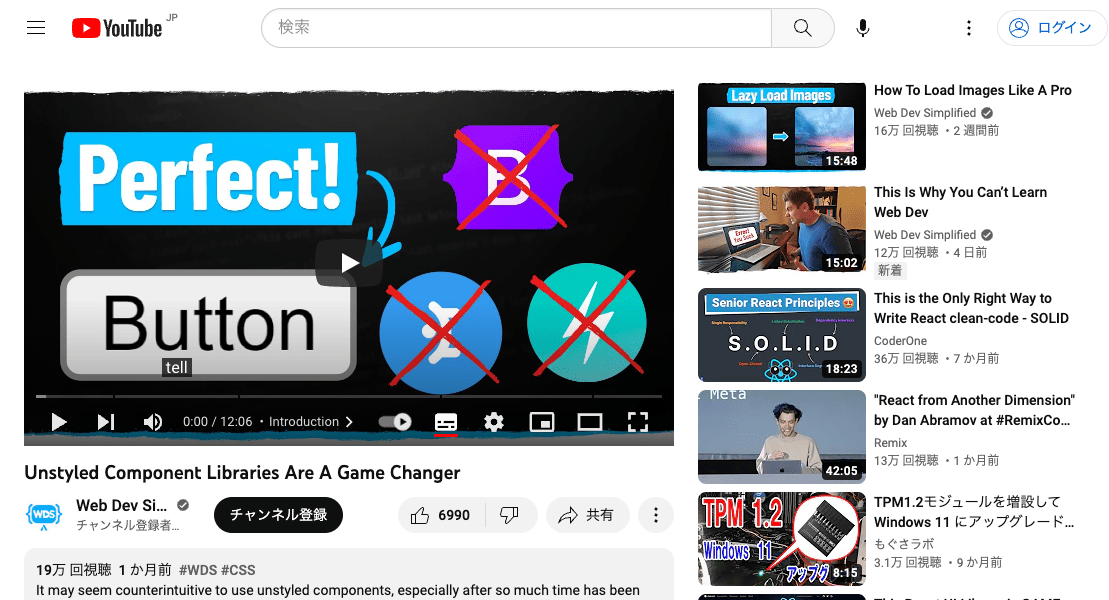 YouTube JP
検索
ログイン
Perfect!
B
Button
tell
0:00 / 12:06 • Introduction
Unstyled Component Libraries Are A Game Changer
WDS
Web Dev Si...
チャンネル登録者...
チャンネル登録
6990
共有
19万 回視聴 1 か月前 #WDS #CSS
It may seem counterintuitive to use unstyled components, especially after so much time has been
Lazy Load Images
15:48
How To Load Images Like A Pro
Web Dev Simplified
16万 回視聴 • 2 週間前
Error!
You Suck
15:02
This Is Why You Can’t Learn
Web Dev
Web Dev Simplified
12万 回視聴 • 4 日前
新着
Senior React Principles
S.O.L.I.D
18:23
This is the Only Right Way to
Write React clean-code - SOLID
CoderOne
36万 回視聴 • 7 か月前
Meta
42:05
"React from Another Dimension"
by Dan Abramov at #RemixCo...
Remix
13万 回視聴 • 1 か月前
TPM 1.2
Windows 11
アップグ
8:15
TPM1.2モジュールを増設して
Windows 11 にアップグレード...
もぐさラボ
3.1万 回視聴 • 9 か月前